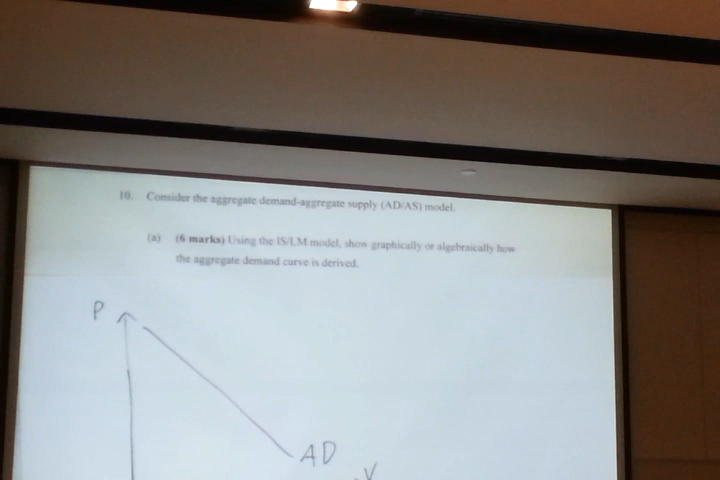 10. Consider the aggregate demand-aggregate supply (AD/AS) model.
(a) (6 marks) Using the IS/LM model, show graphically or algebraically how
the aggregate demand curve is derived.
P
AD
Y